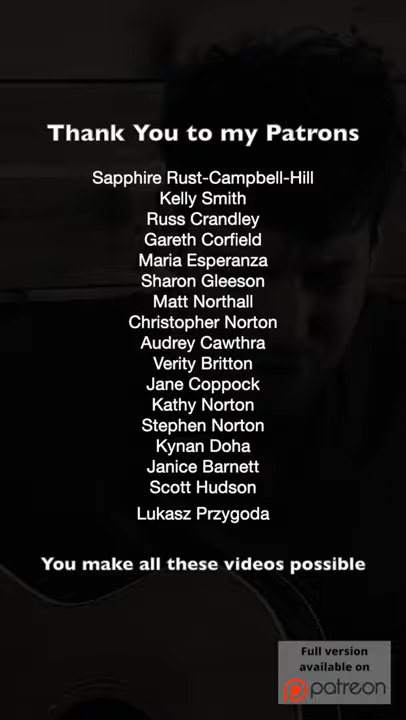 Thank You to my Patrons
Sapphire Rust-Campbell-Hill
Kelly Smith
Russ Crandley
Gareth Corfield
Maria Esperanza
Sharon Gleeson
Matt Northall
Christopher Norton
Audrey Cawthra
Verity Britton
Jane Coppock
Kathy Norton
Stephen Norton
Kynan Doha
Janice Barnett
Scott Hudson
Lukasz Przygoda
You make all these videos possible
Full version
available on
patreon